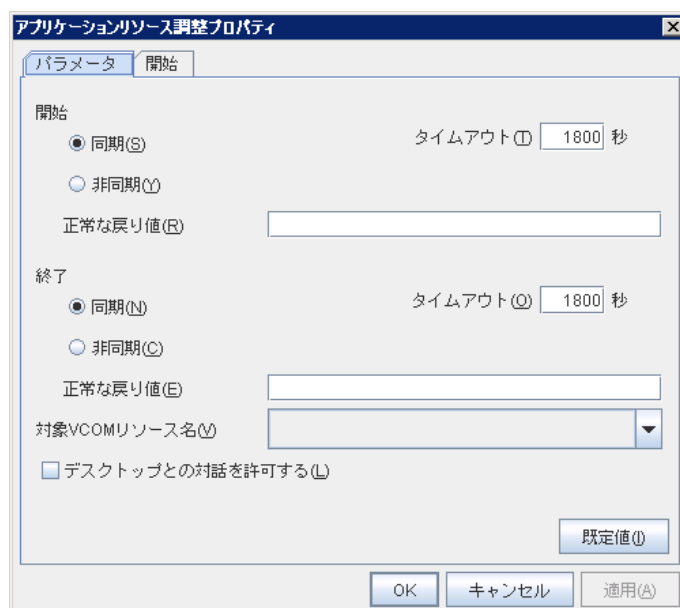 アプリケーションリソース調整プロパティ
パラメータ 開始
開始
同期(S) タイムアウト(T) 1800 秒
非同期(Y)
正常な戻り値(R)
終了
同期(N) タイムアウト(O) 1800 秒
非同期(C)
正常な戻り値(E)
対象VCOMリソース名(V)
デスクトップとの対話を許可する(L)
既定値(I)
OK キャンセル 適用(A)